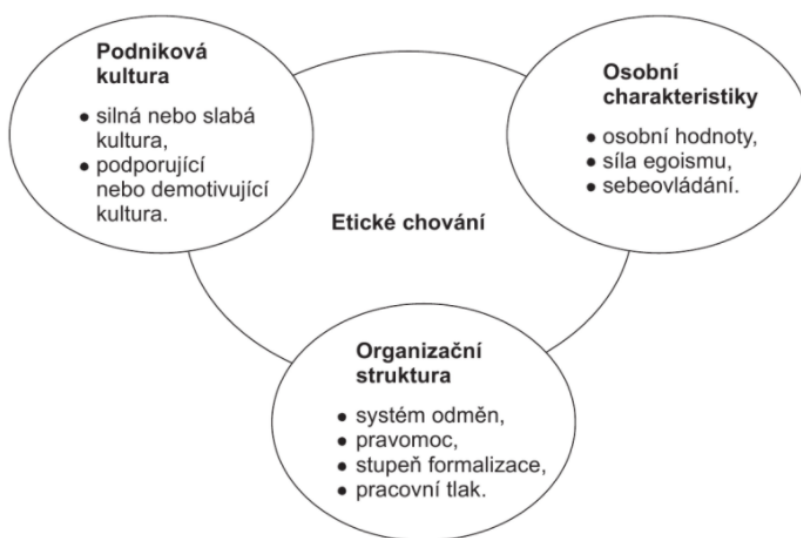 Podniková
kultura
● silná nebo slabá
kultura,
● podporující
nebo demotivující
kultura.
Osobní
charakteristiky
● osobní hodnoty,
● síla egoismu,
● sebeovládání.
Etické chování
Organizační
struktura
● systém odměn,
● pravomoc,
● stupeň formalizace,
● pracovní tlak.